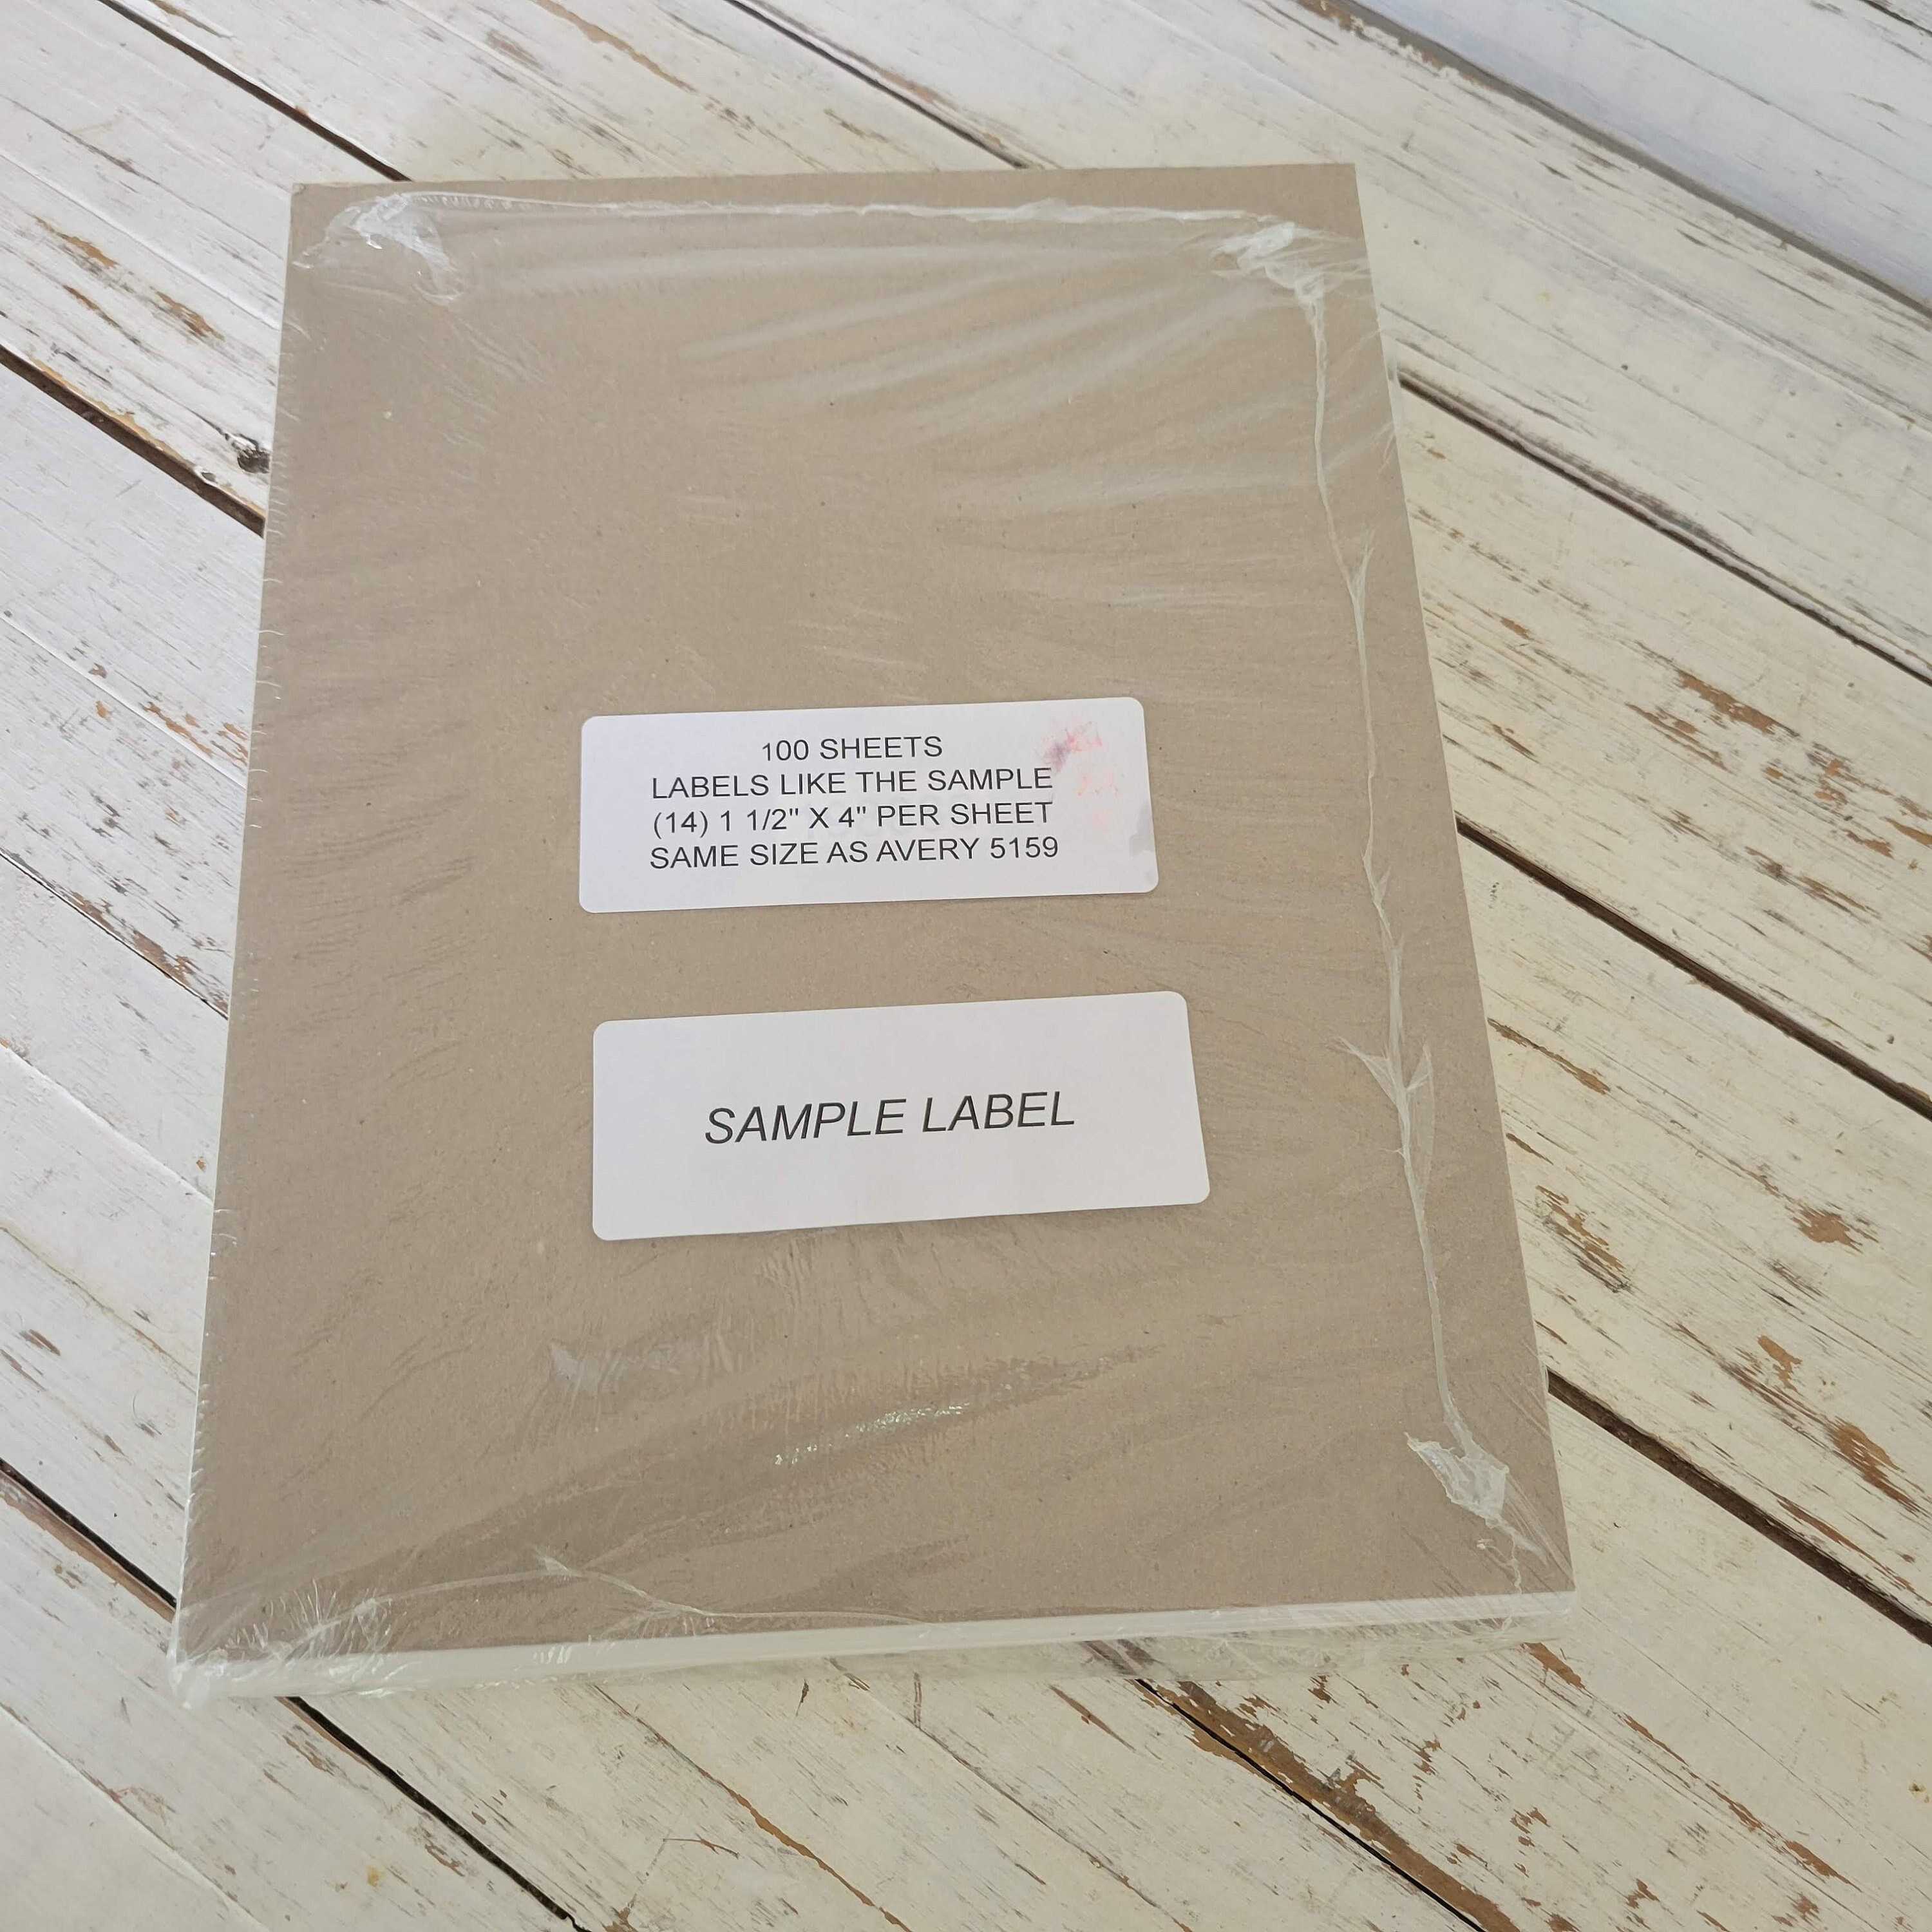 100 SHEETS
LABELS LIKE THE SAMPLE
(14) 1 1/2" X 4" PER SHEET
SAME SIZE AS AVERY 5159
SAMPLE LABEL